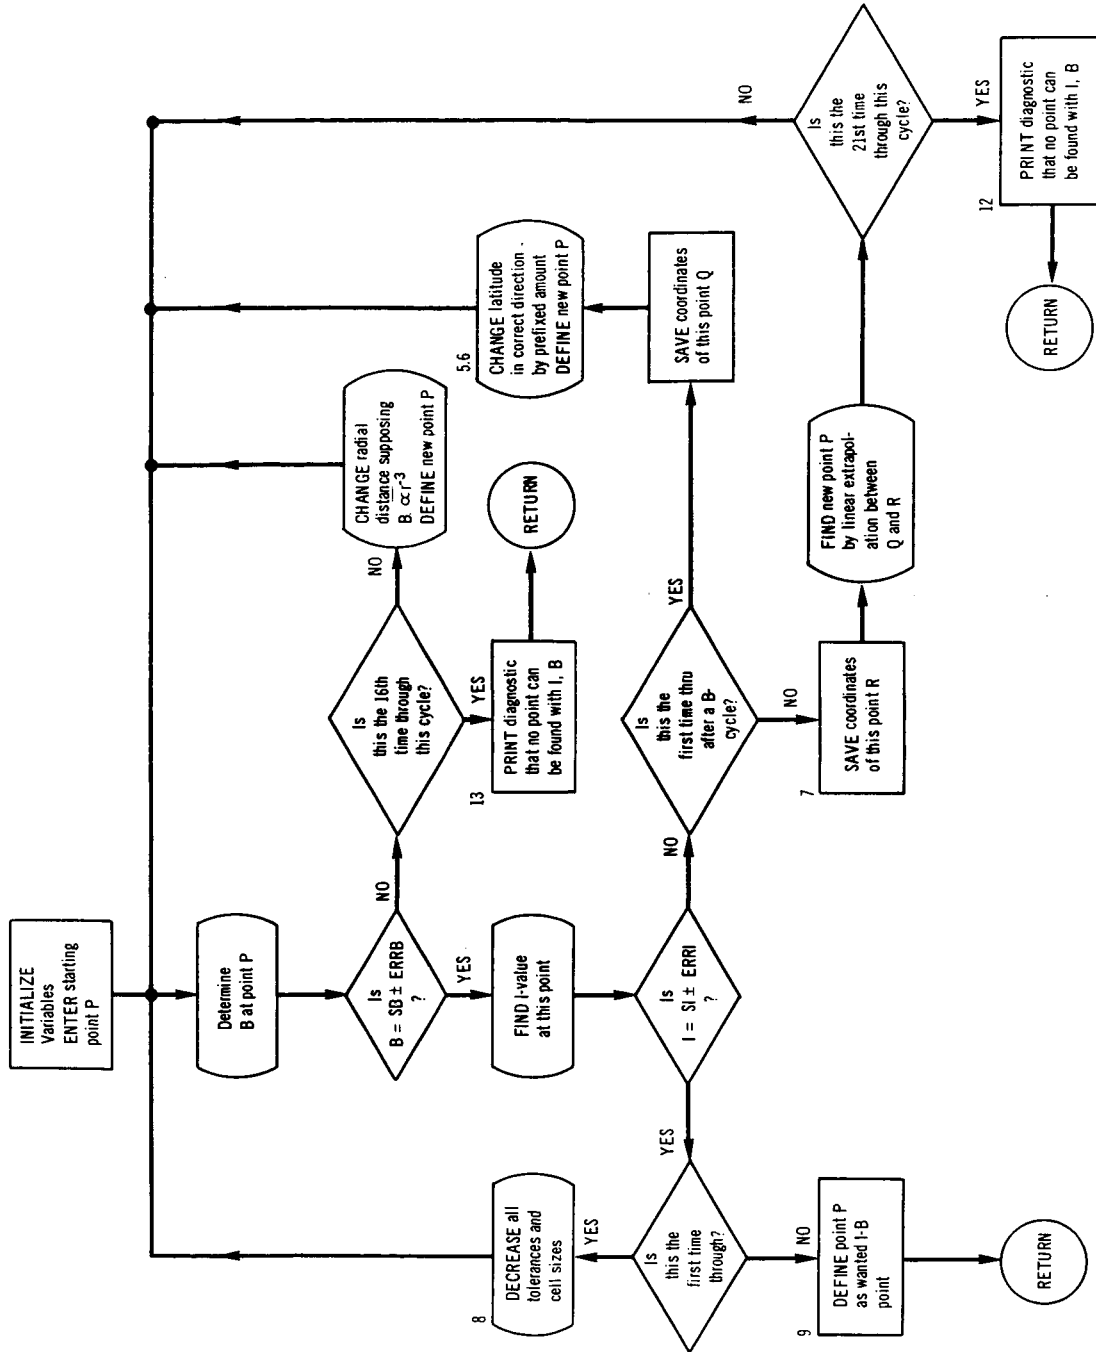 INITIALIZE
Variables
ENTER starting
point P
Determine
B at point P
Is
B = SB ± ERRB
?
NO
YES
Is
this the 16th
time through
this cycle?
NO
YES
CHANGE radial
distance supposing
B ∝ r⁻³
DEFINE new point P
13
PRINT diagnostic
that no point can
be found with I, B
RETURN
FIND I-value
at this point
Is
I = SI ± ERRI
?
YES
NO
Is
this the
first time thru
after a B-
cycle?
YES
NO
SAVE coordinates
of this point Q
5.6
CHANGE latitude
in correct direction
by prefixed amount
DEFINE new point P
7
SAVE coordinates
of this point R
FIND new point P
by linear extrapol-
ation between
Q and R
Is
this the
21st time
through this
cycle?
NO
YES
12
PRINT diagnostic
that no point can
be found with I, B
RETURN
Is
this the
first time
through?
YES
NO
8
DECREASE all
tolerances and
cell sizes
9
DEFINE point P
as wanted I-B
point
RETURN